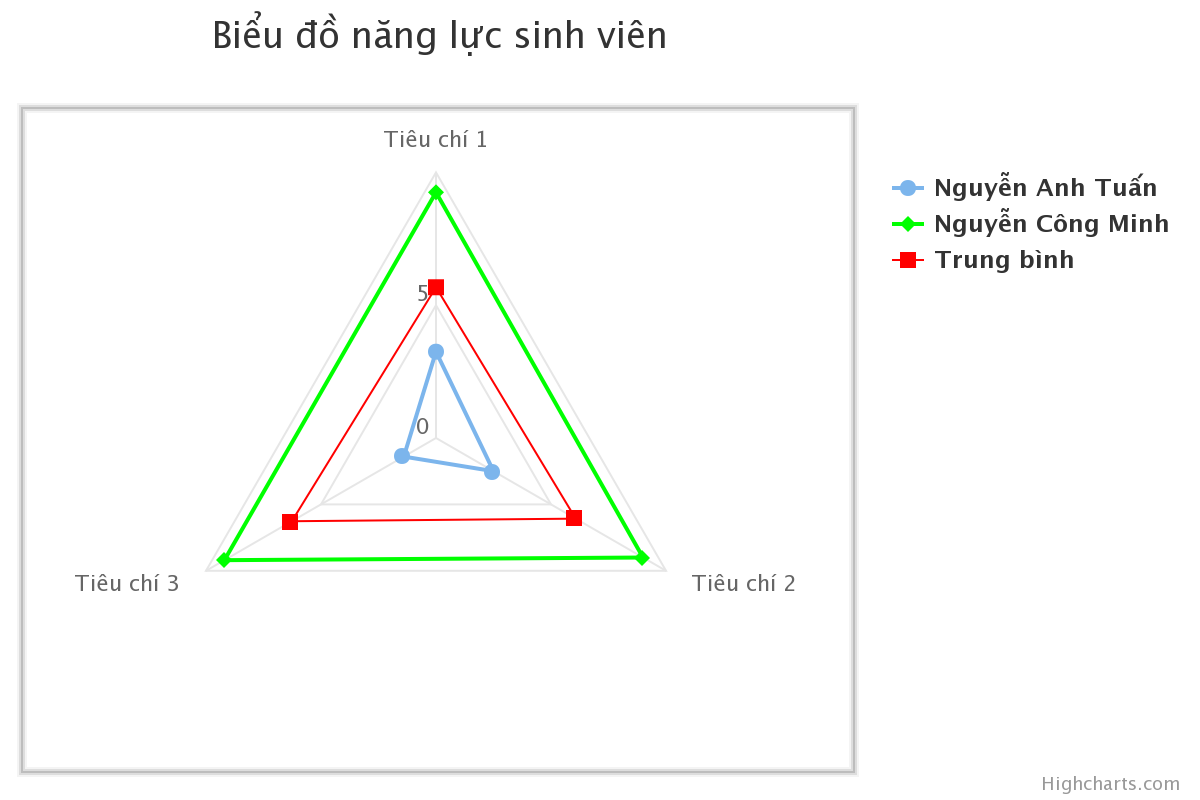 Biểu đồ năng lực sinh viên
Tiêu chí 1
Nguyễn Anh Tuấn
Nguyễn Công Minh
Trung bình
5
0
Tiêu chí 3
Tiêu chí 2
Highcharts.com